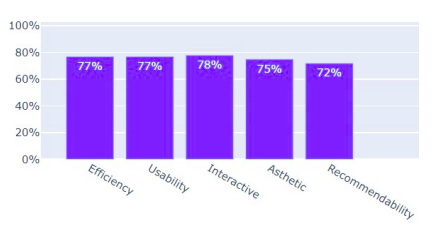 100%
80%
60%
40%
20%
0%
77%
77%
78%
75%
72%
Efficiency
Usability
Interactive
Asthetic
Recommendability